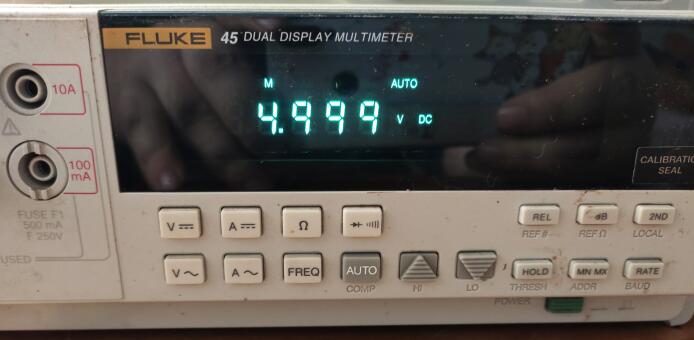 FLUKE 45 DUAL DISPLAY MULTIMETER
M AUTO
4.999 V DC
10A
100
mA
FUSE F1
500 mA
F 250V
USED
CALIBRATIO
SEAL
V A Ω
V A FREQ AUTO
COMP HI LO
REL dB 2ND
REF # REF Ω LOCAL
HOLD MN MX RATE
THRESH ADDR BAUD
POWER